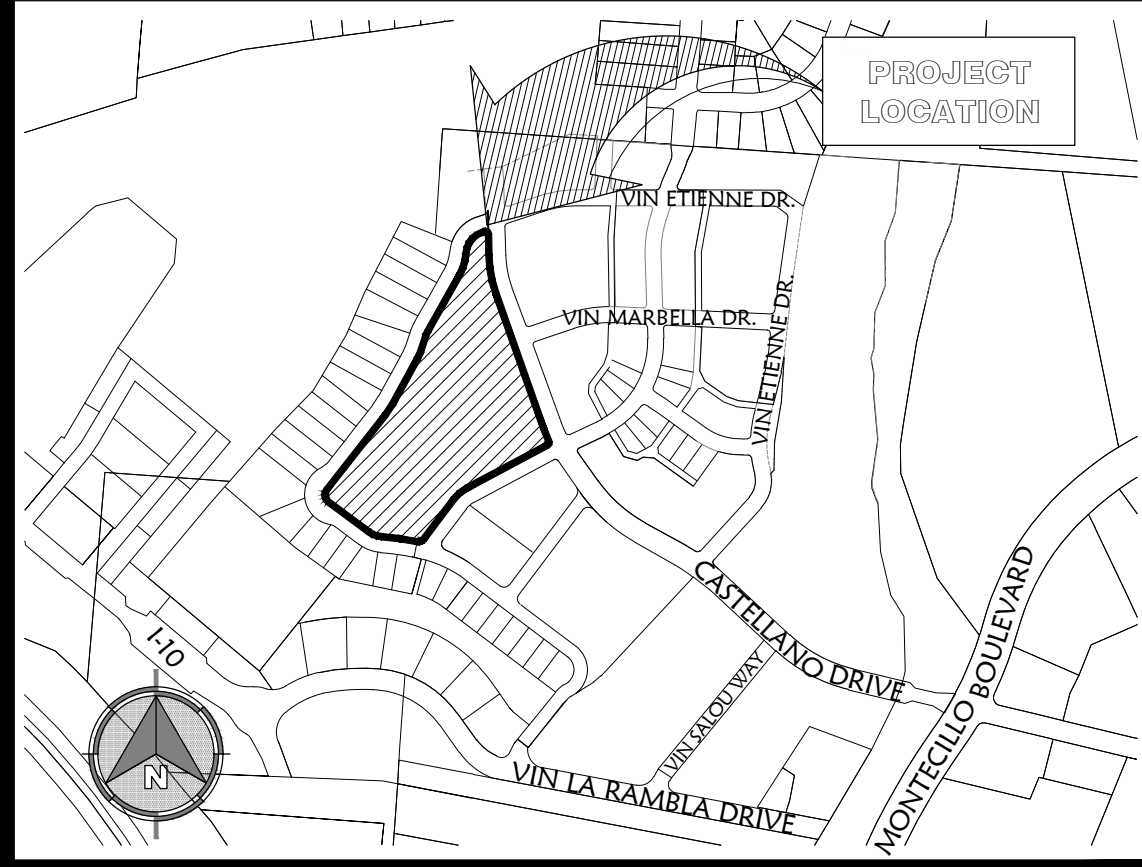 PROJECT
LOCATION
VIN ETIENNE DR.
VIN MARBELLA DR.
VIN ETIENNE DR.
I-10
CASTELLANO DRIVE
VIN SALOU WAY
MONTECILLO BOULEVARD
VIN LA RAMBLA DRIVE
N